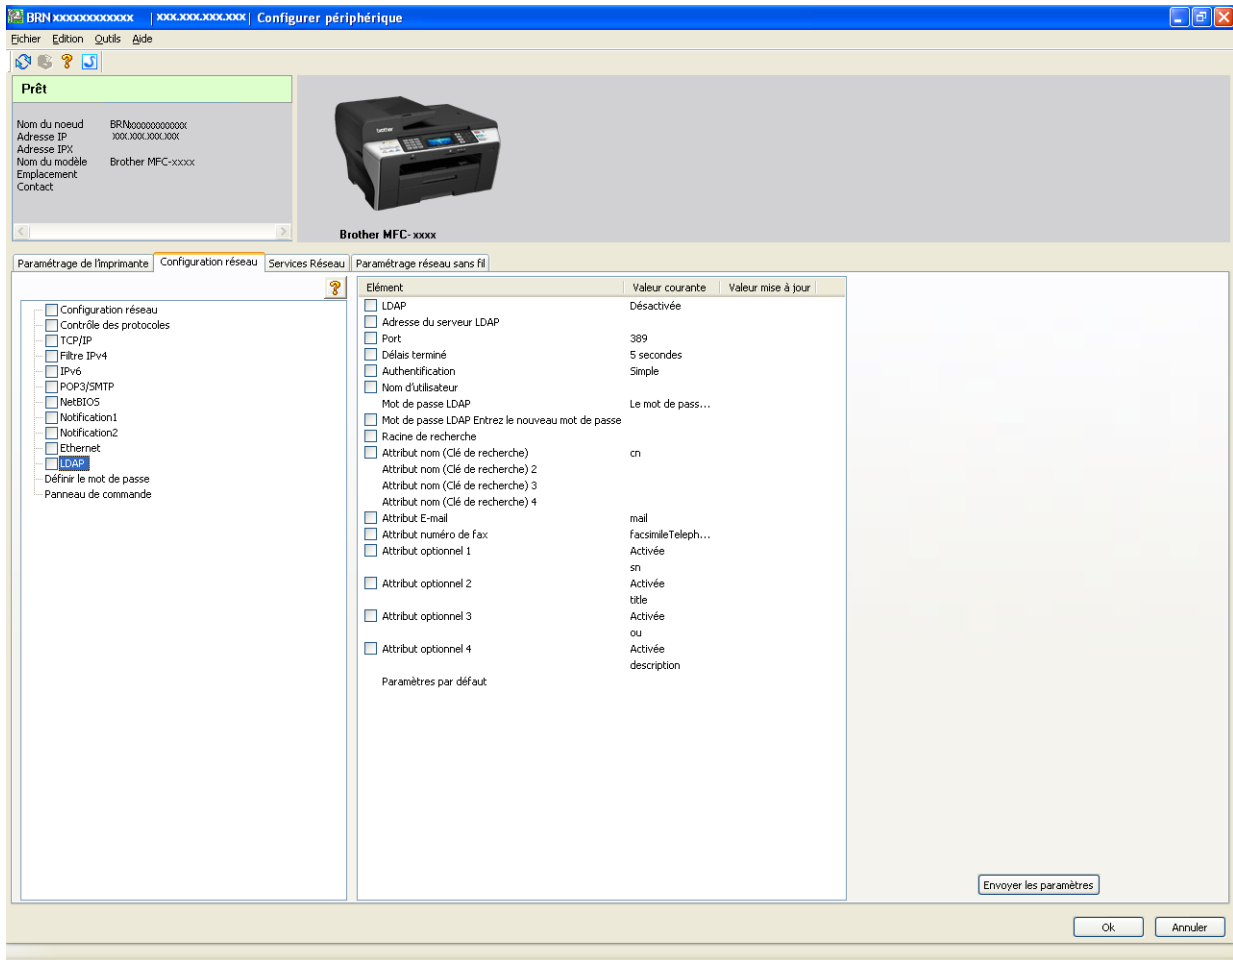 BRN xxxxxxxxxxxx | xxx.xxx.xxx.xxx | Configurer périphérique
Fichier Edition Outils Aide
Prêt
Nom du noeud BRNxxxxxxxxxxxx
Adresse IP xxx.xxx.xxx.xxx
Adresse IPX
Nom du modèle Brother MFC-xxxx
Emplacement
Contact
brother
Brother MFC- xxxx
Paramétrage de l'imprimante Configuration réseau Services Réseau Paramétrage réseau sans fil
Configuration réseau
Contrôle des protocoles
TCP/IP
Filtre IPv4
IPv6
POP3/SMTP
NetBIOS
Notification1
Notification2
Ethernet
LDAP
Définir le mot de passe
Panneau de commande
Elément Valeur courante Valeur mise à jour
LDAP Désactivée
Adresse du serveur LDAP
Port 389
Délais terminé 5 secondes
Authentification Simple
Nom d'utilisateur
Mot de passe LDAP Le mot de pass...
Mot de passe LDAP Entrez le nouveau mot de passe
Racine de recherche
Attribut nom (Clé de recherche) cn
Attribut nom (Clé de recherche) 2
Attribut nom (Clé de recherche) 3
Attribut nom (Clé de recherche) 4
Attribut E-mail mail
Attribut numéro de fax facsimileTeleph...
Attribut optionnel 1 Activée
sn
Attribut optionnel 2 Activée
title
Attribut optionnel 3 Activée
ou
Attribut optionnel 4 Activée
description
Paramètres par défaut
Envoyer les paramètres
Ok Annuler